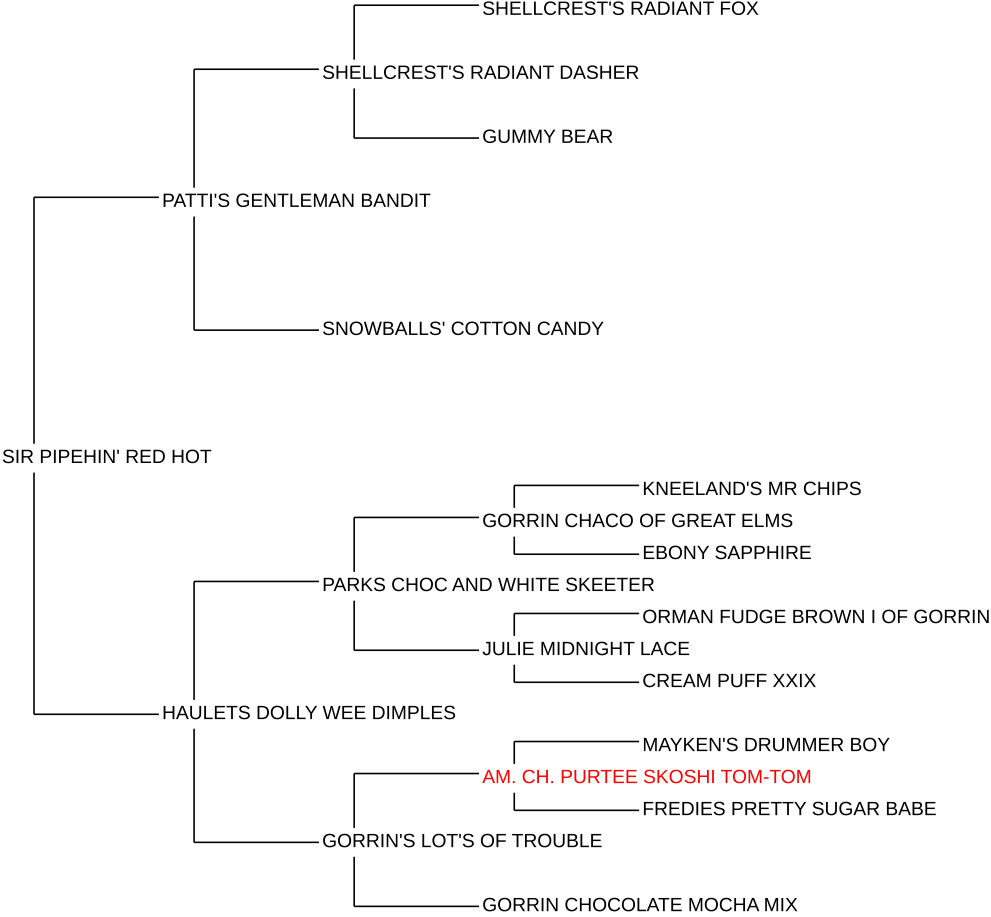 SHELLCREST'S RADIANT FOX
SHELLCREST'S RADIANT DASHER
GUMMY BEAR
PATTI'S GENTLEMAN BANDIT
SNOWBALLS' COTTON CANDY
SIR PIPEHIN' RED HOT
KNEELAND'S MR CHIPS
GORRIN CHACO OF GREAT ELMS
EBONY SAPPHIRE
PARKS CHOC AND WHITE SKEETER
ORMAN FUDGE BROWN I OF GORRIN
JULIE MIDNIGHT LACE
CREAM PUFF XXIX
HAULETS DOLLY WEE DIMPLES
MAYKEN'S DRUMMER BOY
AM. CH. PURTEE SKOSHI TOM-TOM
FREDIES PRETTY SUGAR BABE
GORRIN'S LOT'S OF TROUBLE
GORRIN CHOCOLATE MOCHA MIX